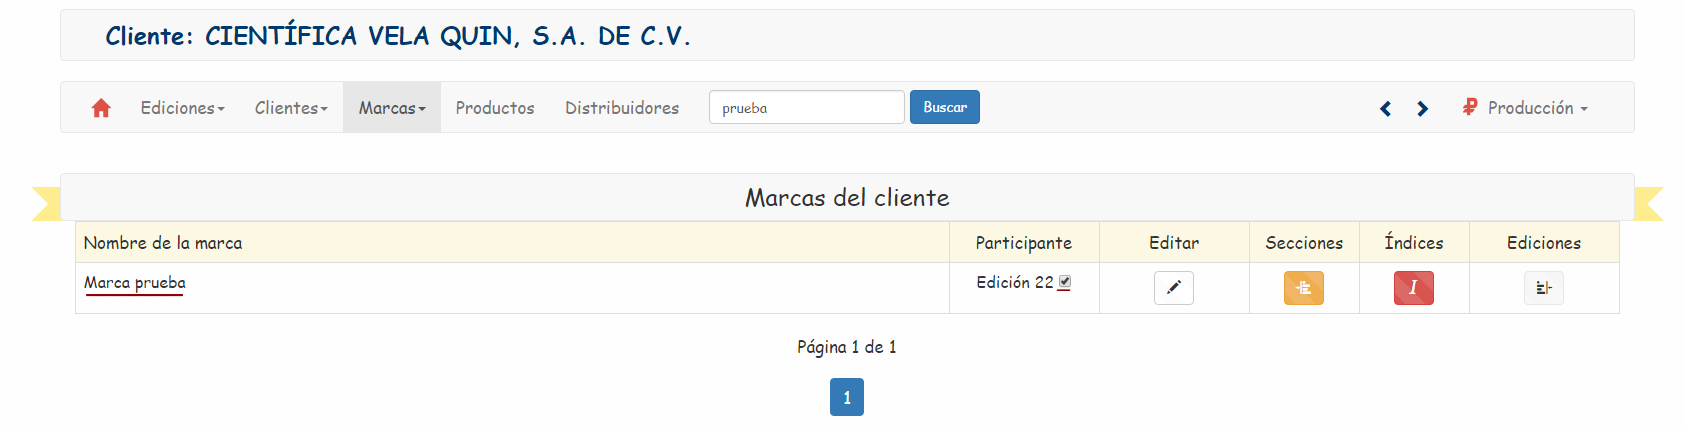 Cliente: CIENTÍFICA VELA QUIN, S.A. DE C.V.
Ediciones Clientes Marcas Productos Distribuidores prueba Buscar Producción
Marcas del cliente
Nombre de la marca Participante Editar Secciones Índices Ediciones
Marca prueba Edición 22 I
Página 1 de 1
1